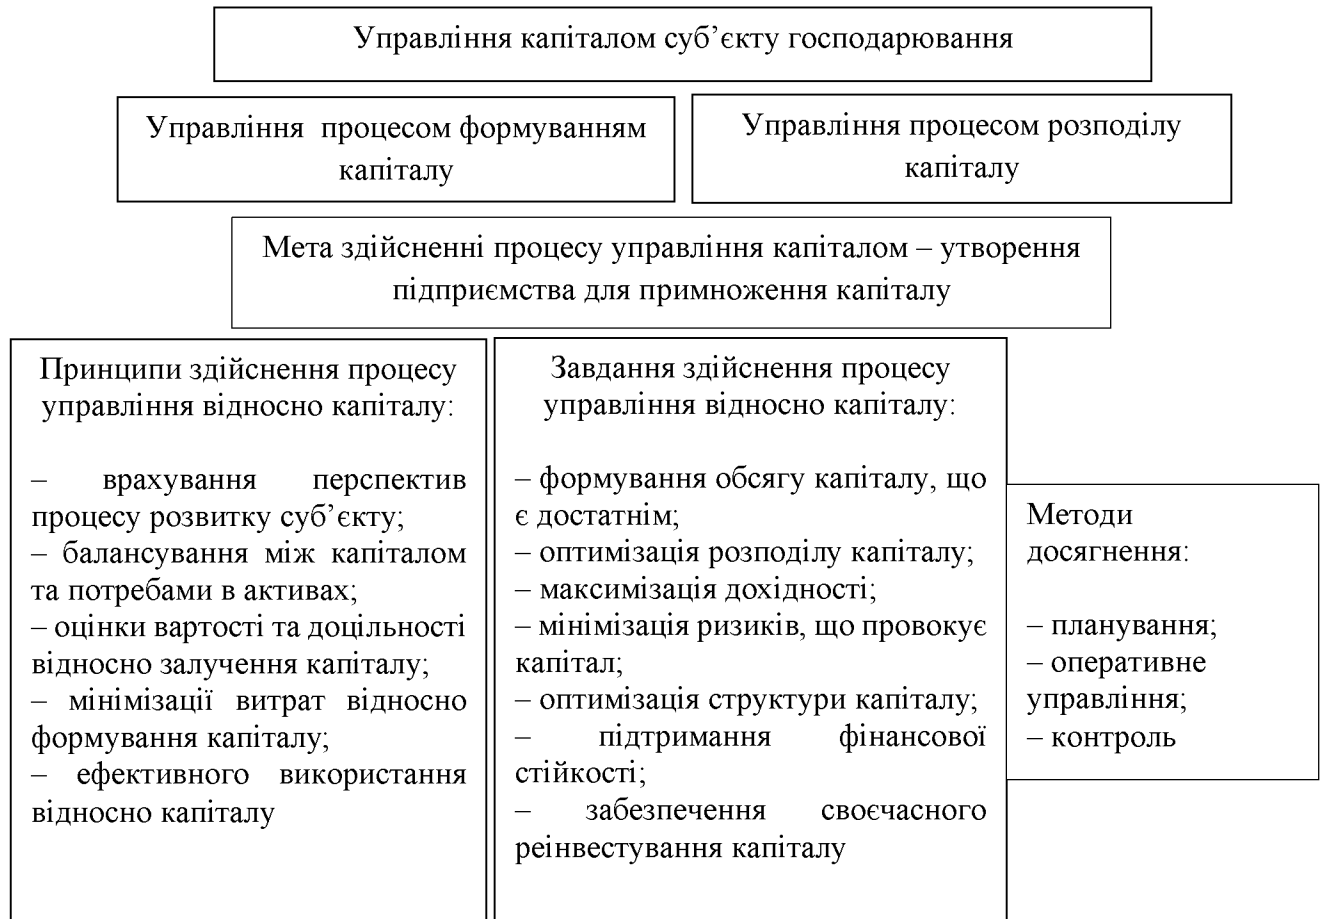 Управління капіталом суб’єкту господарювання
Управління процесом формуванням
капіталу
Управління процесом розподілу
капіталу
Мета здійсненні процесу управління капіталом – утворення
підприємства для примноження капіталу
Принципи здійснення процесу
управління відносно капіталу:
– врахування перспектив
процесу розвитку суб’єкту;
– балансування між капіталом
та потребами в активах;
– оцінки вартості та доцільності
відносно залучення капіталу;
– мінімізації витрат відносно
формування капіталу;
– ефективного використання
відносно капіталу
Завдання здійснення процесу
управління відносно капіталу:
– формування обсягу капіталу, що
є достатнім;
– оптимізація розподілу капіталу;
– максимізація дохідності;
– мінімізація ризиків, що провокує
капітал;
– оптимізація структури капіталу;
– підтримання фінансової
стійкості;
– забезпечення своєчасного
реінвестування капіталу
Методи
досягнення:
– планування;
– оперативне
управління;
– контроль